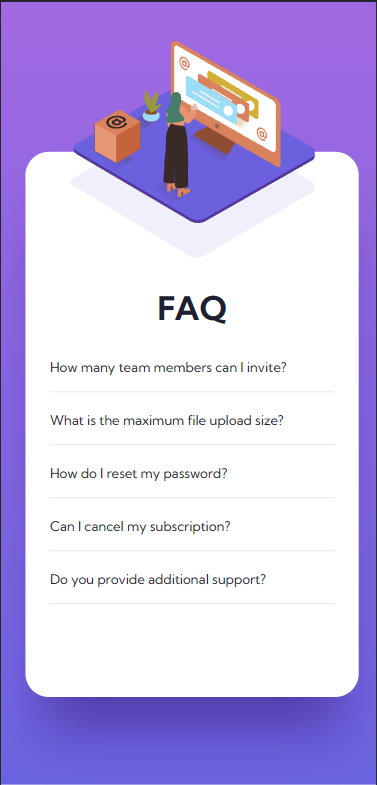 FAQ
How many team members can I invite?
What is the maximum file upload size?
How do I reset my password?
Can I cancel my subscription?
Do you provide additional support?